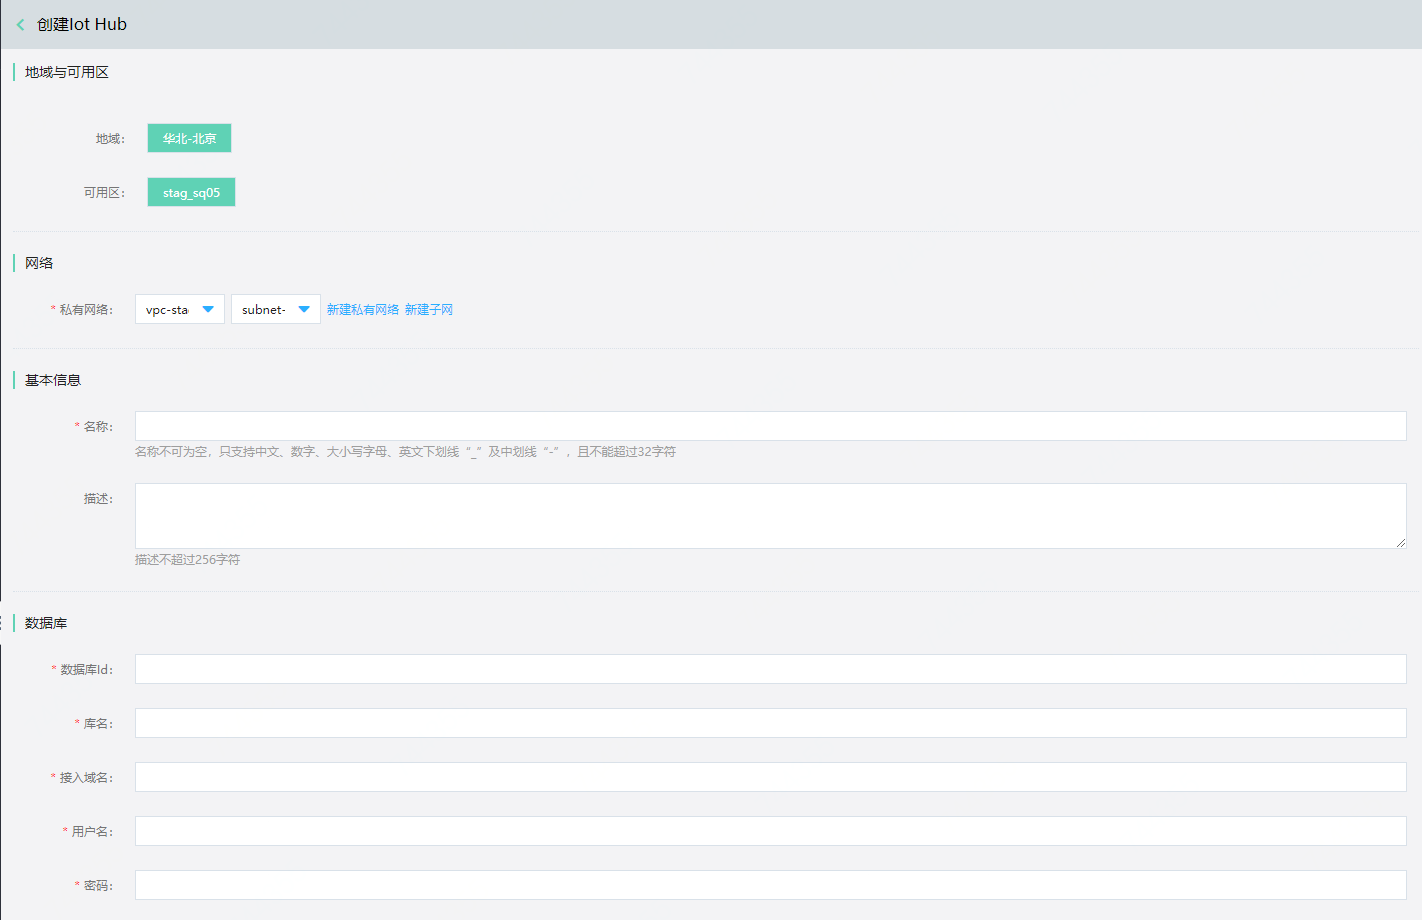 创建Iot Hub
地域与可用区
地域： 华北-北京
可用区： stag_sq05
网络
* 私有网络： vpc-sta subnet- 新建私有网络 新建子网
基本信息
* 名称：
名称不可为空，只支持中文、数字、大小写字母、英文下划线“_”及中划线“-”，且不能超过32字符
描述：
描述不超过256字符
数据库
* 数据库Id：
* 库名：
* 接入域名：
* 用户名：
* 密码：